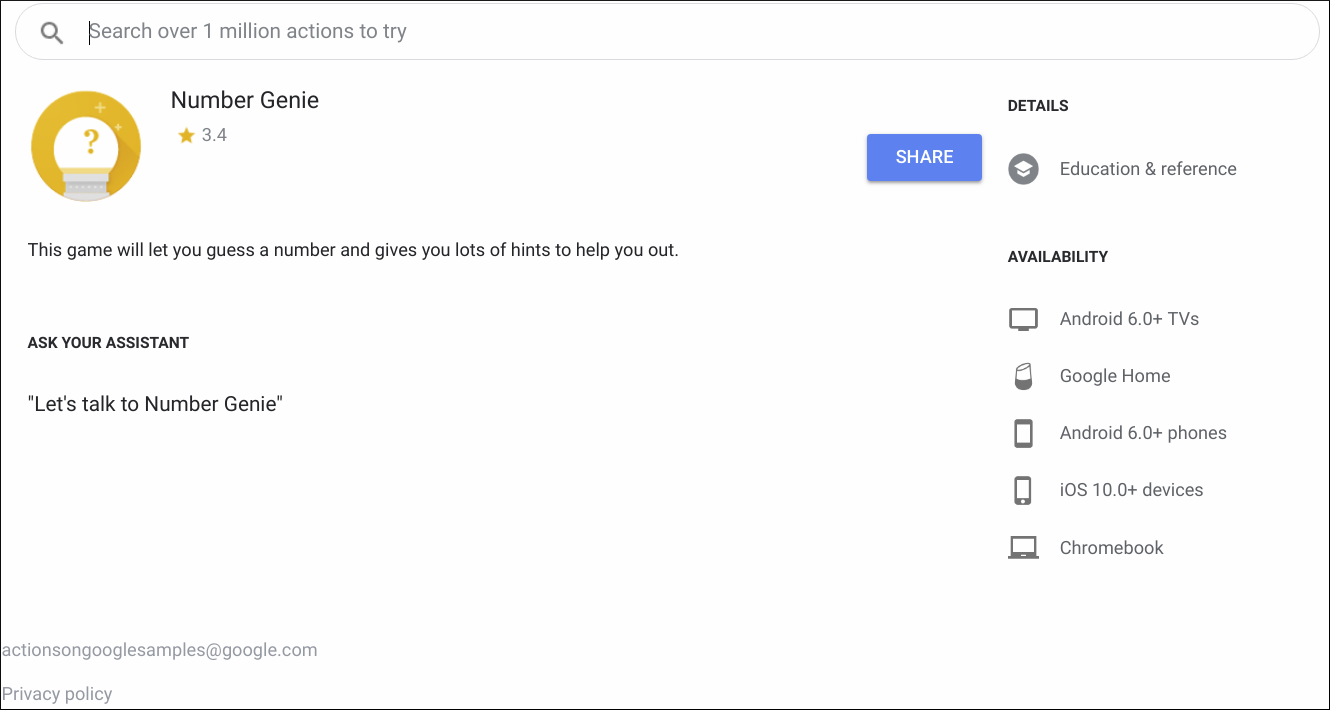 Search over 1 million actions to try
Number Genie
3.4
SHARE
This game will let you guess a number and gives you lots of hints to help you out.
ASK YOUR ASSISTANT
"Let's talk to Number Genie"
DETAILS
Education & reference
AVAILABILITY
Android 6.0+ TVs
Google Home
Android 6.0+ phones
iOS 10.0+ devices
Chromebook
actionsongooglesamples@google.com
Privacy policy
?